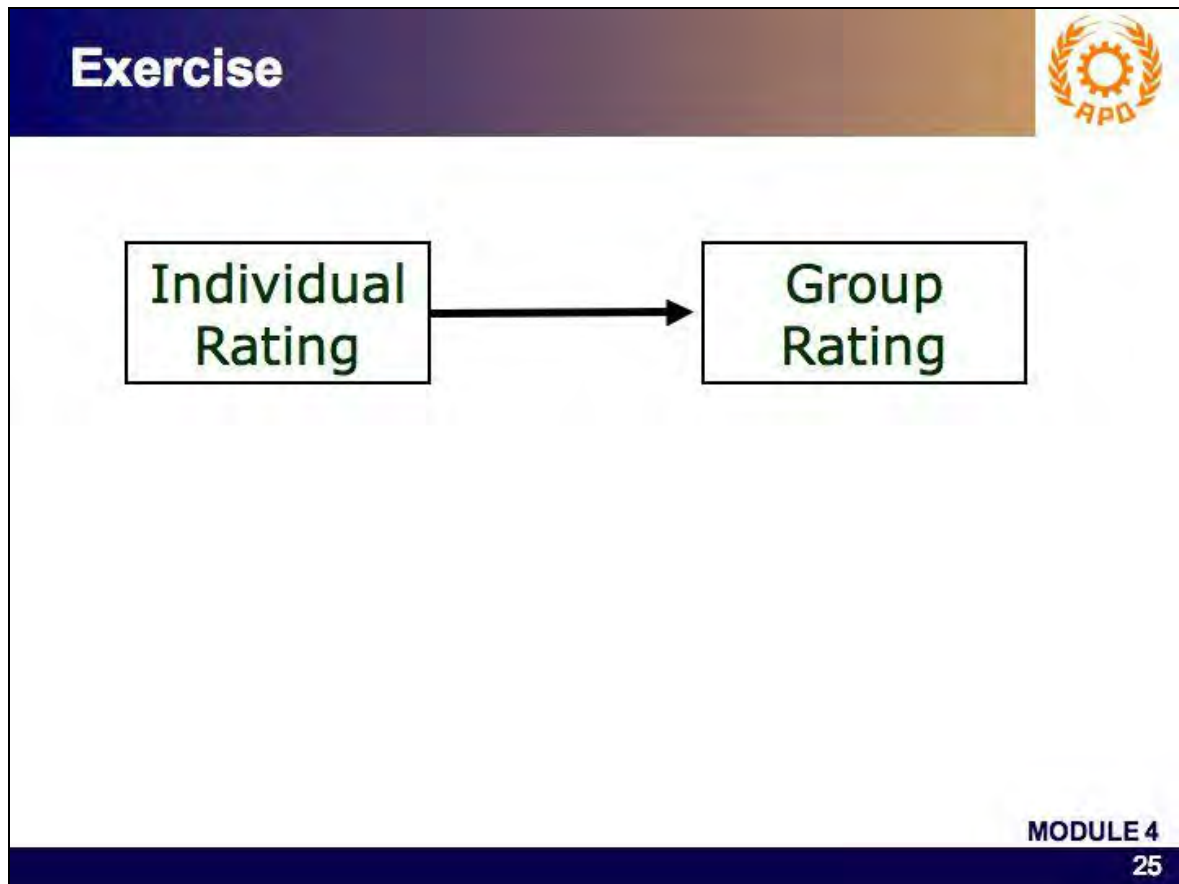 Exercise
APO
Individual
Rating
Group
Rating
MODULE 4
25